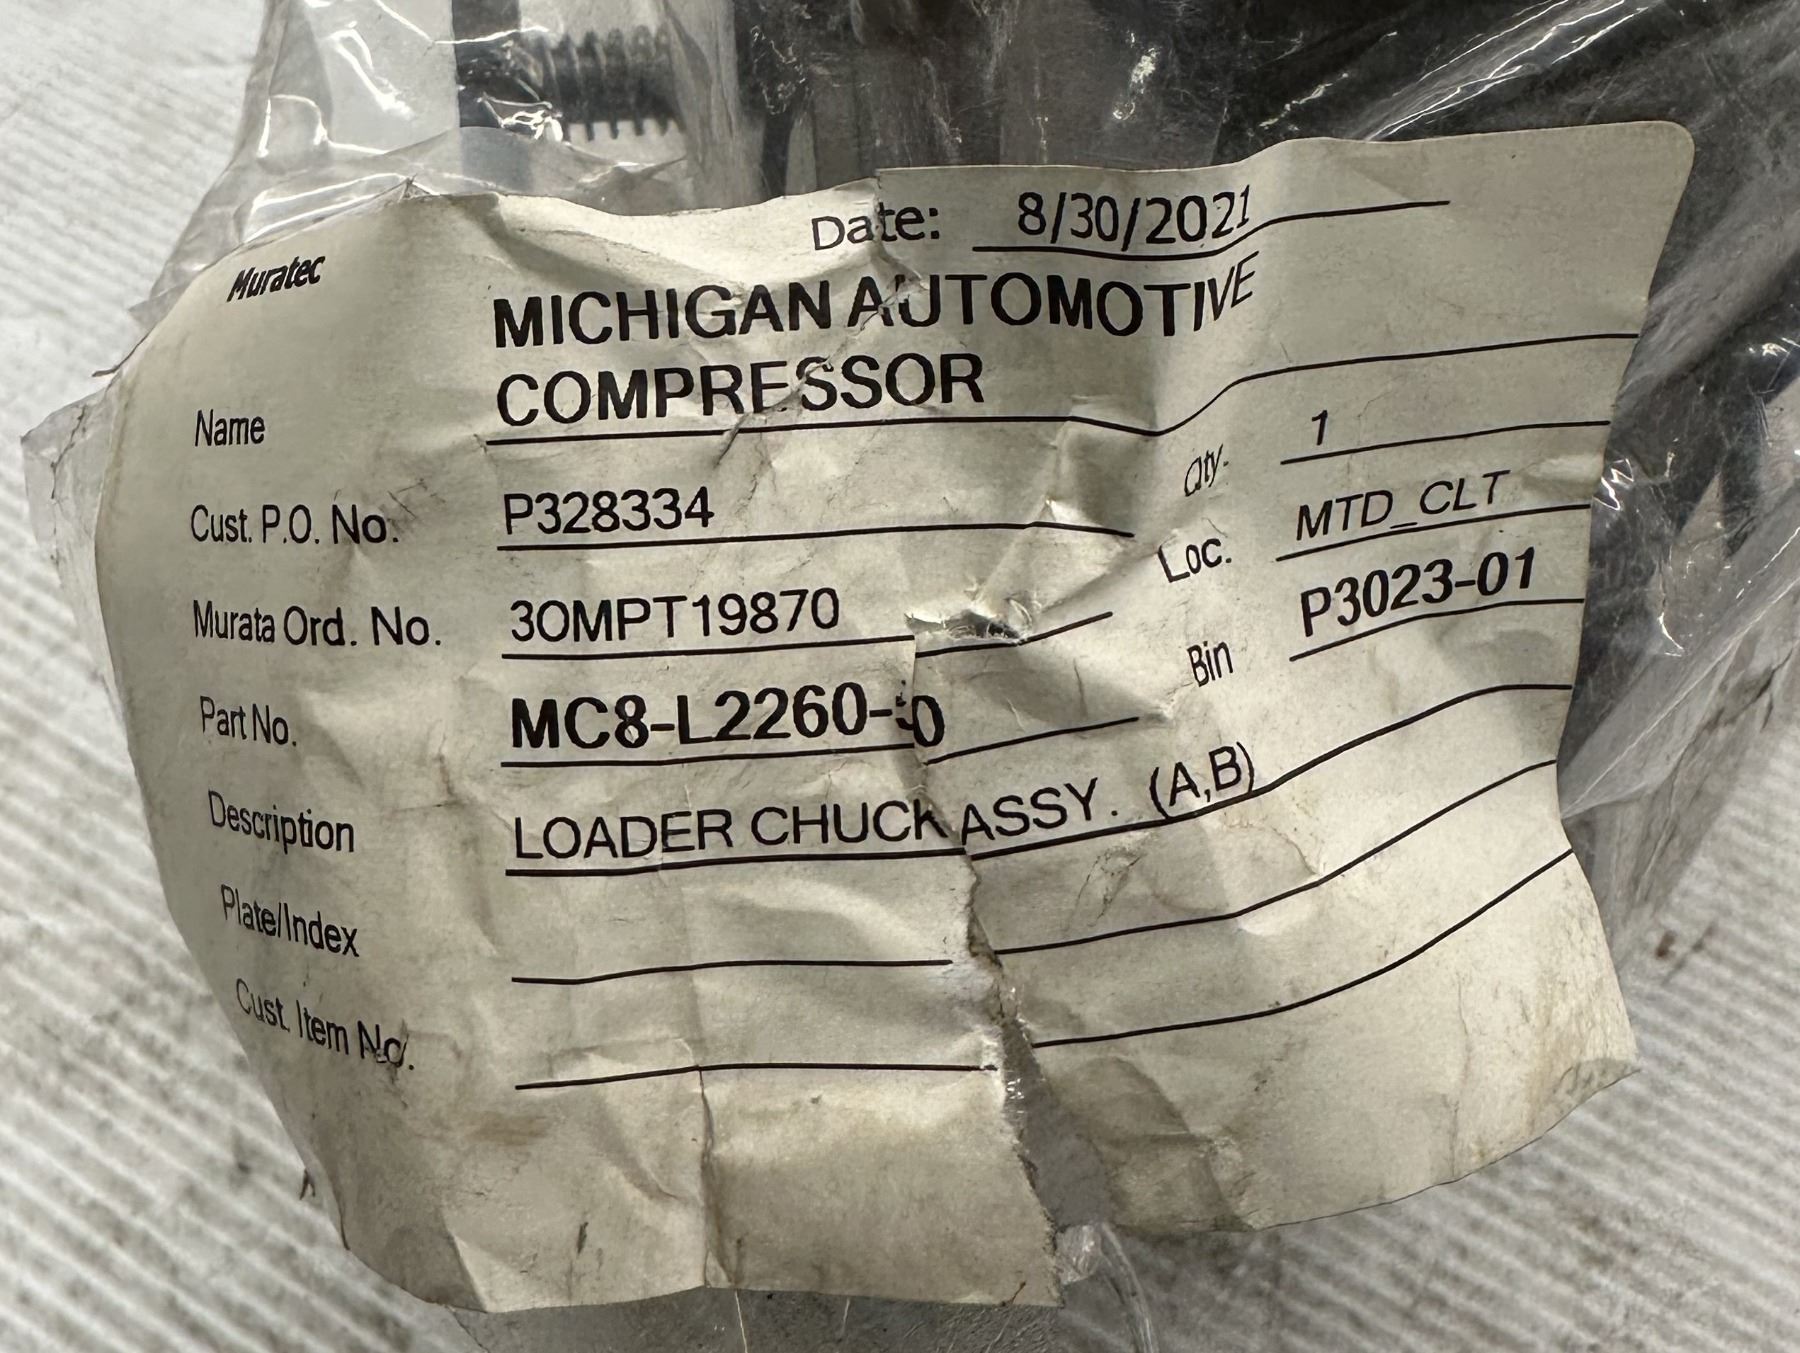 Muratec
Date: 8/30/2021
MICHIGAN AUTOMOTIVE
Name COMPRESSOR
Qty. 1
Cust. P.O. No. P328334
Loc. MTD_CLT
Murata Ord. No. 30MPT19870
Bin P3023-01
Part No.
Description LOADER CHUCK ASSY. (A,B)
Plate/Index
Cust. Item No.